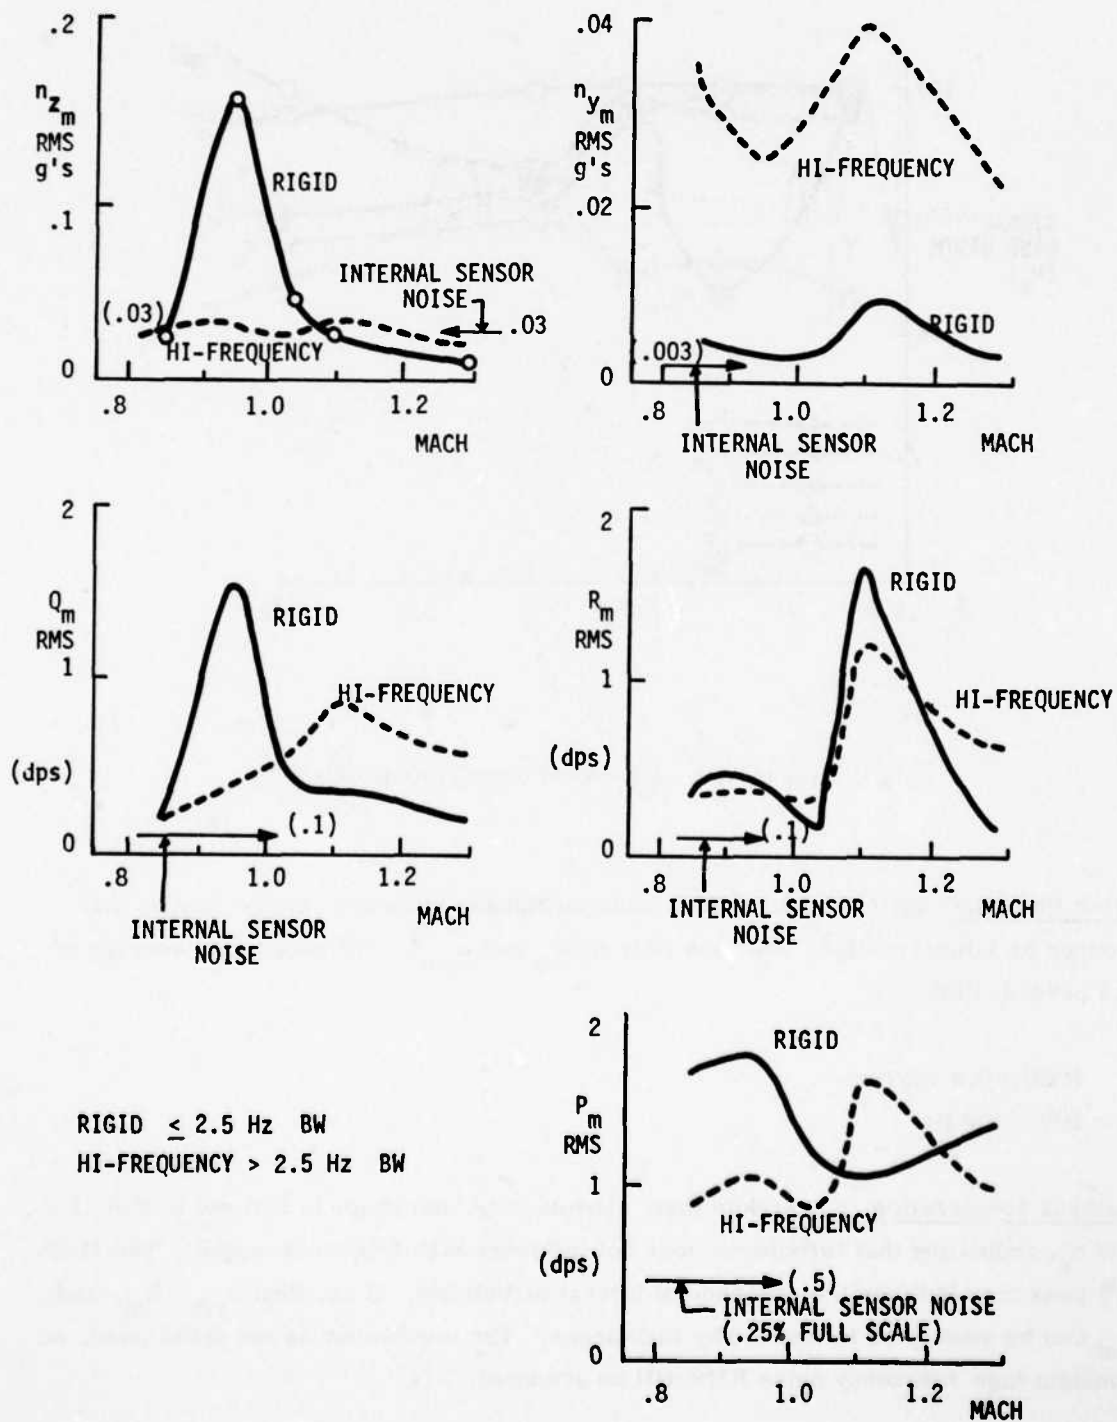 .2
n_z_m
RMS
g's
.1
0
RIGID
INTERNAL SENSOR
NOISE
(.03)
.03
HI-FREQUENCY
.8 1.0 1.2
MACH
.04
n_y_m
RMS
g's
.02
0
HI-FREQUENCY
RIGID
(.003)
.8 1.0 1.2
INTERNAL SENSOR
NOISE
MACH
2
Q_m
RMS
1
(dps)
0
RIGID
HI-FREQUENCY
(.1)
.8 1.0 1.2
MACH
INTERNAL SENSOR
NOISE
2
R_m
RMS
1
(dps)
0
RIGID
HI-FREQUENCY
(.1)
.8 1.0 1.2
INTERNAL SENSOR
NOISE
MACH
RIGID ≤ 2.5 Hz BW
HI-FREQUENCY > 2.5 Hz BW
2
P_m
RMS
1
(dps)
0
RIGID
HI-FREQUENCY
(.5)
INTERNAL SENSOR NOISE
(.25% FULL SCALE)
.8 1.0 1.2
MACH